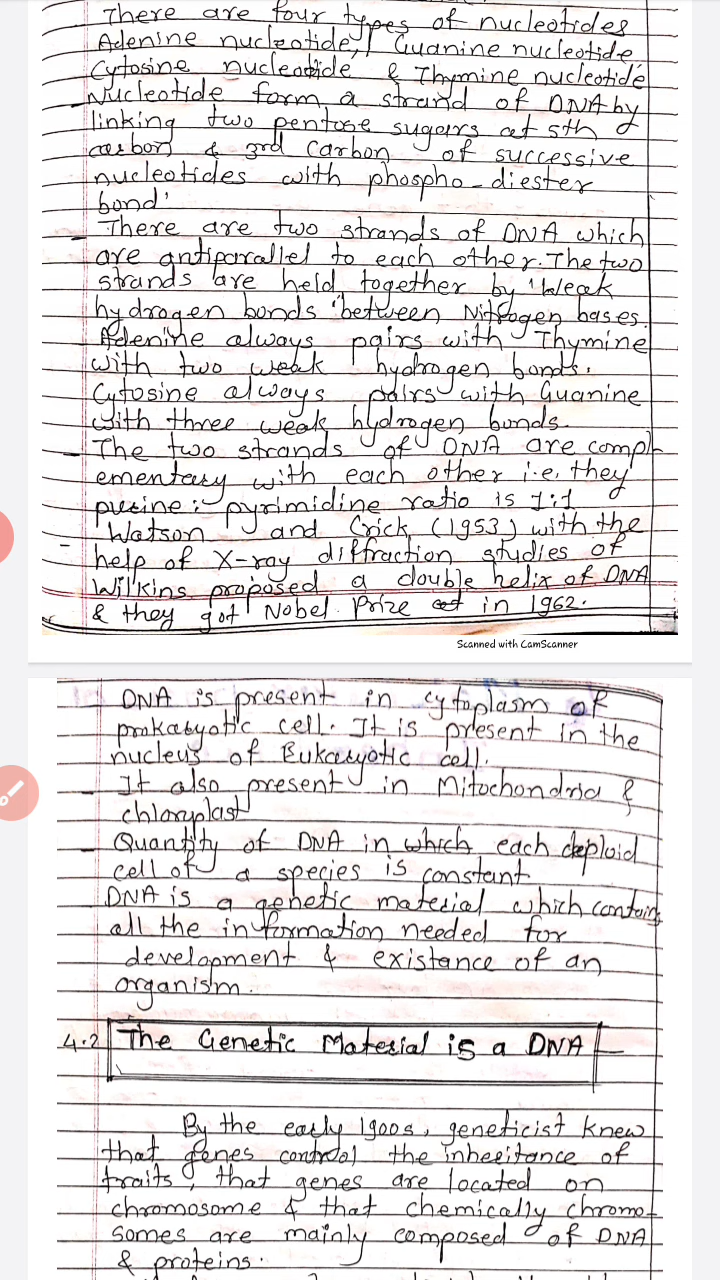 There are four types of nucleotides
Adenine nucleotide, Guanine nucleotide
Cytosine nucleotide & Thymine nucleotide
- Nucleotide form a strand of DNA by
linking two pentose sugars at 5th
carbon & 3rd carbon of successive
nucleotides with phospho-diester
bond'
- There are two strands of DNA which
are antiparallel to each other. The two
strands are held together by 'Weak
hydrogen bonds 'between Nitrogen bases.
Adenine always pairs with Thymine
with two weak hydrogen bonds.
Cytosine always pairs with Guanine
with three weak hydrogen bonds.
- The two strands of DNA are compl-
ementary with each other i.e. they
purine : pyrimidine ratio is 1:1
- Watson and Crick (1953) with the
help of X-ray diffraction studies of
Wilkins proposed a double helix of DNA
& they got Nobel Prize in 1962.
Scanned with CamScanner
DNA is present in cytoplasm of
prokaryotic cell. It is present in the
nucleus of Eukaryotic cell.
- It also present in Mitochondria &
chloroplast
- Quantity of DNA in which each deploid
cell of a species is constant
DNA is a genetic material which contains
all the information needed for
development & existance of an
organism.
4.2 The Genetic Material is a DNA
By the early 1900s, geneticist knew
that genes control the inheritance of
traits, that genes are located on
chromosome & that chemically chromo-
somes are mainly composed of DNA
& proteins.